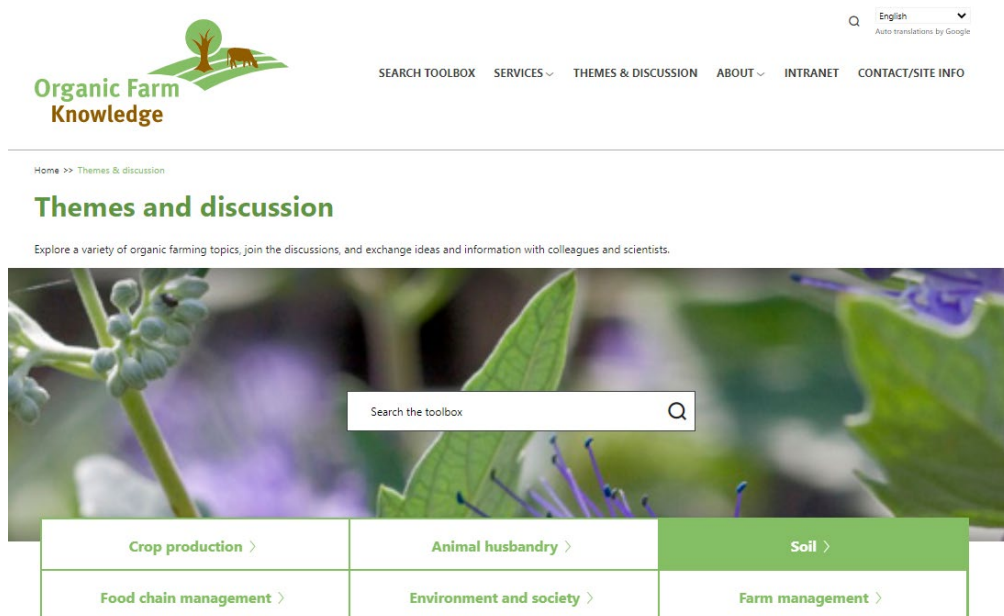 English
Auto translations by Google
Organic Farm
Knowledge
SEARCH TOOLBOX SERVICES THEMES & DISCUSSION ABOUT INTRANET CONTACT/SITE INFO
Home >> Themes & discussion
Themes and discussion
Explore a variety of organic farming topics, join the discussions, and exchange ideas and information with colleagues and scientists.
Search the toolbox
Crop production > Animal husbandry > Soil >
Food chain management > Environment and society > Farm management >